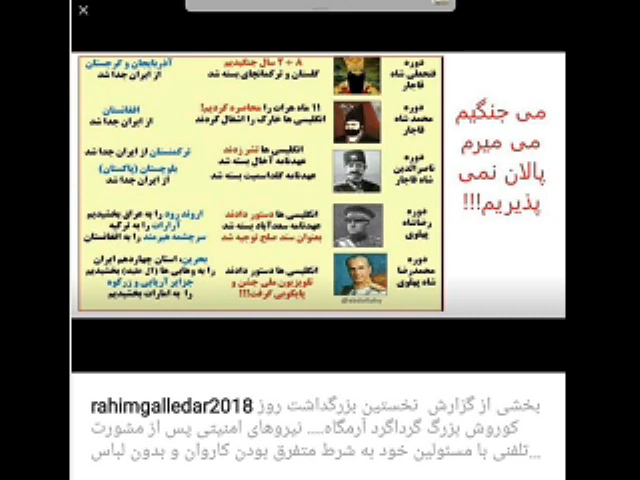 آذربایجان و گرجستان
از ایران جدا شد
۸ + ۲ سال جنگیدیم
گلستان و ترکمانچای بسته شد
دوره
فتحعلی شاه
قاجار
افغانستان
از ایران جدا شد
۱۱ ماه هرات را محاصره کردیم!
انگلیسی ها خارک را اشغال کردند
دوره
محمد شاه
قاجار
ترکمنستان از ایران جدا شد
بلوچستان (پاکستان)
از ایران جدا شد
انگلیسی ها تشر زدند
عهدنامه آخال بسته شد
عهدنامه گلداسمیت بسته شد
دوره
ناصرالدین
شاه قاجار
اروند رود را به عراق بخشیدیم
آرارات را به ترکیه
سرچشمه هیرمند را به افغانستان
انگلیسی ها دستور دادند
عهدنامه سعدآباد بسته شد
بعنوان سند صلح توجیه شد
دوره
رضاشاه
پهلوی
بحرین، استان چهاردهم ایران
را به وهابی ها (آل خلیفه) بخشیدیم
جزایر آریایی و زرکوه
را به امارات بخشیدیم
انگلیسی ها دستور دادند
تلویزیون ملی جشن و
پایکوبی گرفت!!!
دوره
محمدرضا
شاه پهلوی
می جنگیم
می میرم
پالان نمی
پذیریم!!!
rahimgalledar2018 بخشی از گزارش نخستین بزرگداشت روز
کوروش بزرگ گرداگرد آرمگاه.... نیروهای امنیتی پس از مشورت
تلفنی با مسئولین خود به شرط متفرق بودن کاروان و بدون لباس...